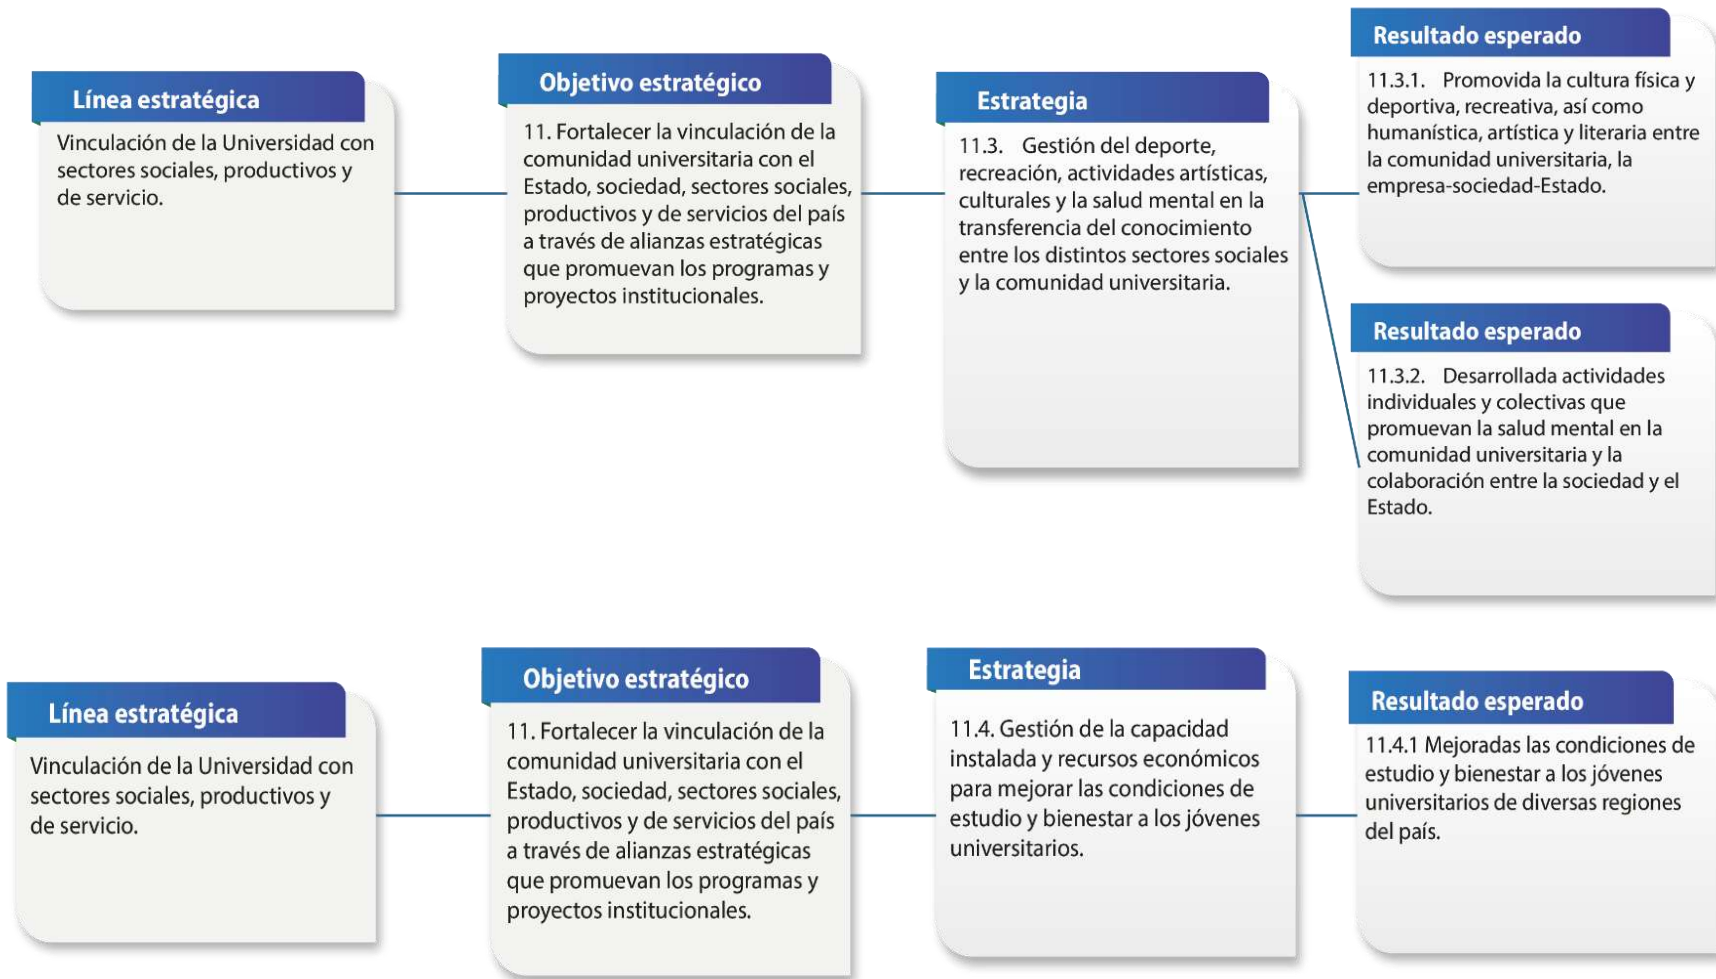 Línea estratégica
Vinculación de la Universidad con
sectores sociales, productivos y
de servicio.
Objetivo estratégico
11. Fortalecer la vinculación de la
comunidad universitaria con el
Estado, sociedad, sectores sociales,
productivos y de servicios del país
a través de alianzas estratégicas
que promuevan los programas y
proyectos institucionales.
Estrategia
11.3. Gestión del deporte,
recreación, actividades artísticas,
culturales y la salud mental en la
transferencia del conocimiento
entre los distintos sectores sociales
y la comunidad universitaria.
Resultado esperado
11.3.1. Promovida la cultura física y
deportiva, recreativa, así como
humanística, artística y literaria entre
la comunidad universitaria, la
empresa-sociedad-Estado.
Resultado esperado
11.3.2. Desarrollada actividades
individuales y colectivas que
promuevan la salud mental en la
comunidad universitaria y la
colaboración entre la sociedad y el
Estado.
Línea estratégica
Vinculación de la Universidad con
sectores sociales, productivos y
de servicio.
Objetivo estratégico
11. Fortalecer la vinculación de la
comunidad universitaria con el
Estado, sociedad, sectores sociales,
productivos y de servicios del país
a través de alianzas estratégicas
que promuevan los programas y
proyectos institucionales.
Estrategia
11.4. Gestión de la capacidad
instalada y recursos económicos
para mejorar las condiciones de
estudio y bienestar a los jóvenes
universitarios.
Resultado esperado
11.4.1 Mejoradas las condiciones de
estudio y bienestar a los jóvenes
universitarios de diversas regiones
del país.